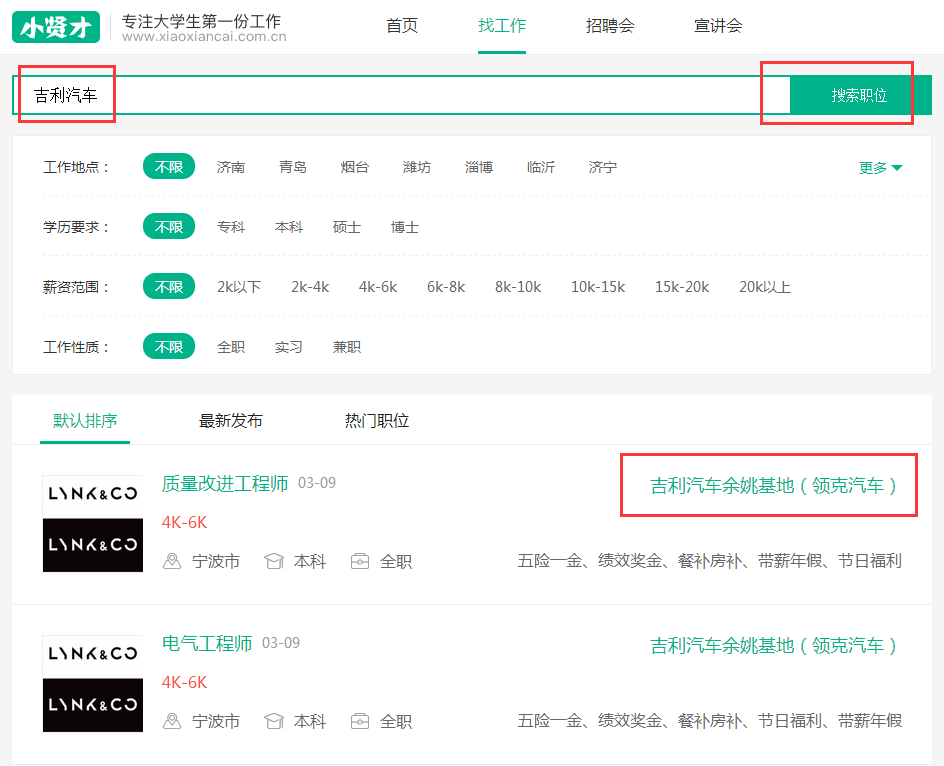 小贤才 专注大学生第一份工作 首页 找工作 招聘会 宣讲会
www.xiaoxiancai.com.cn
吉利汽车 搜索职位
工作地点： 不限 济南 青岛 烟台 潍坊 淄博 临沂 济宁 更多
学历要求： 不限 专科 本科 硕士 博士
薪资范围： 不限 2k以下 2k-4k 4k-6k 6k-8k 8k-10k 10k-15k 15k-20k 20k以上
工作性质： 不限 全职 实习 兼职
默认排序 最新发布 热门职位
LYNK&CO 质量改进工程师 03-09 吉利汽车余姚基地（领克汽车）
4K-6K
LYNK&CO
宁波市 本科 全职 五险一金、绩效奖金、餐补房补、带薪年假、节日福利
LYNK&CO 电气工程师 03-09 吉利汽车余姚基地（领克汽车）
4K-6K
LYNK&CO
宁波市 本科 全职 五险一金、绩效奖金、餐补房补、节日福利、带薪年假